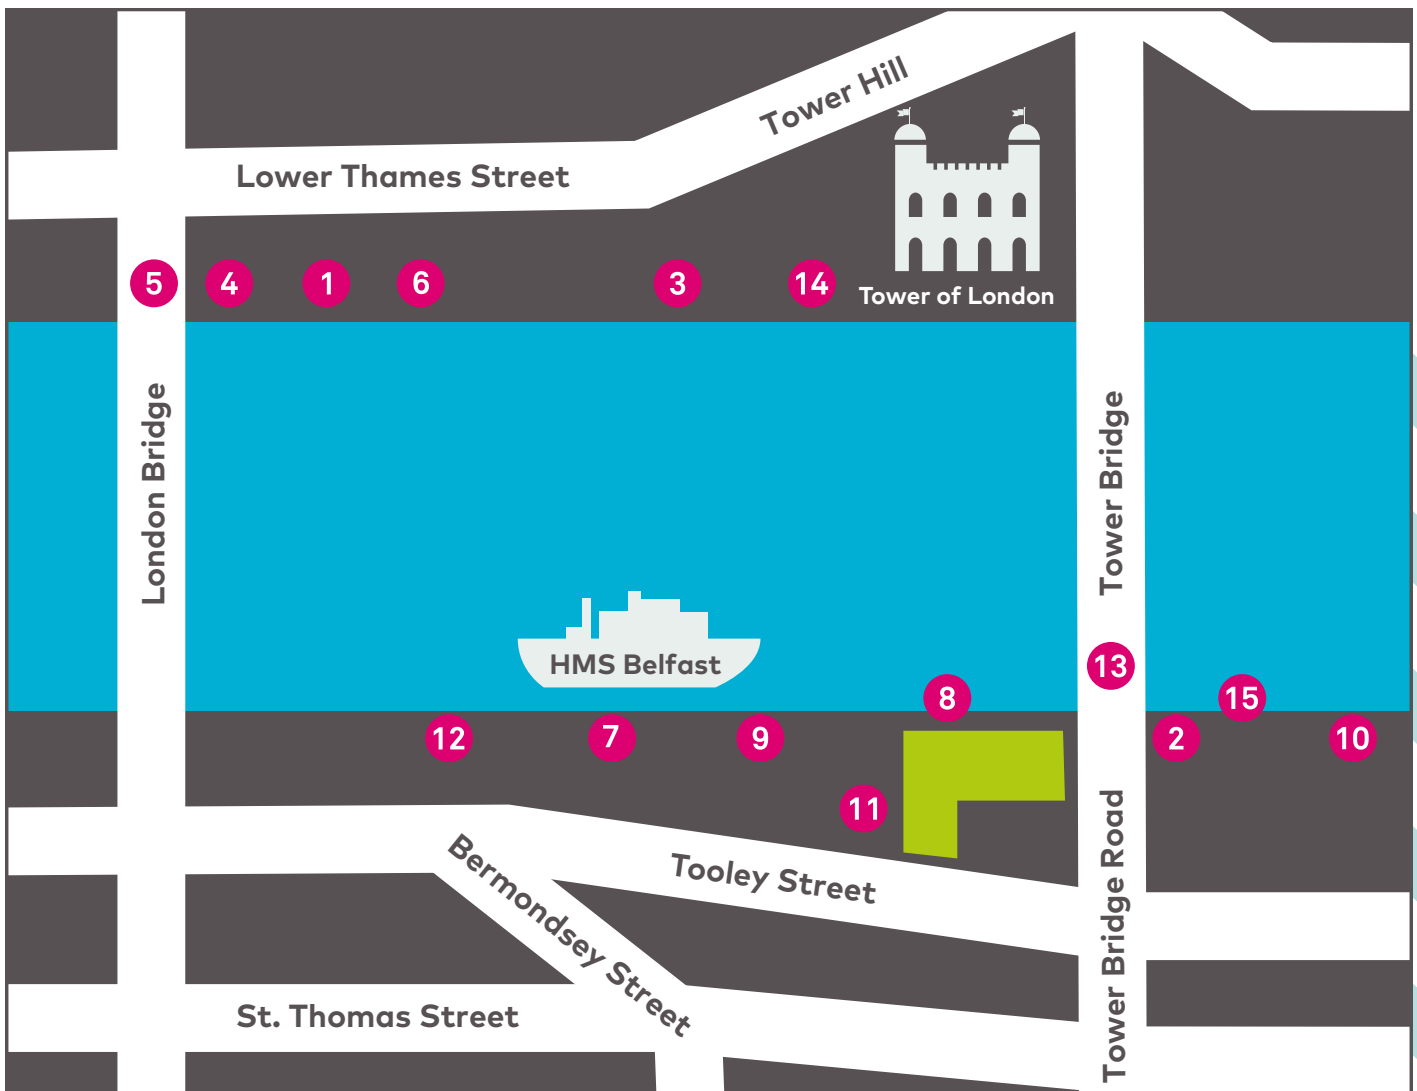 Tower Hill
Lower Thames Street
5
4
1
6
3
14
Tower of London
London Bridge
Tower Bridge
HMS Belfast
13
8
15
12
7
9
2
10
11
Bermondsey Street
Tooley Street
Tower Bridge Road
St. Thomas Street